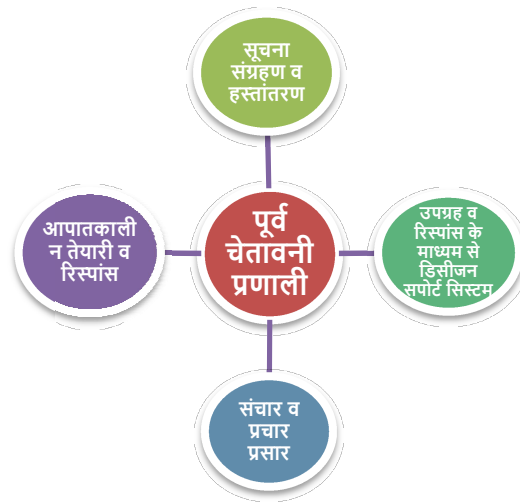 सूचना
संग्रहण व
हस्तांतरण
आपातकाली
न तेयारी व
रिस्पांस
पूर्व
चेतावनी
प्रणाली
उपग्रह व
रिस्पांस के
माध्यम से
डिसीजन
सपोर्ट सिस्टम
संचार व
प्रचार
प्रसार